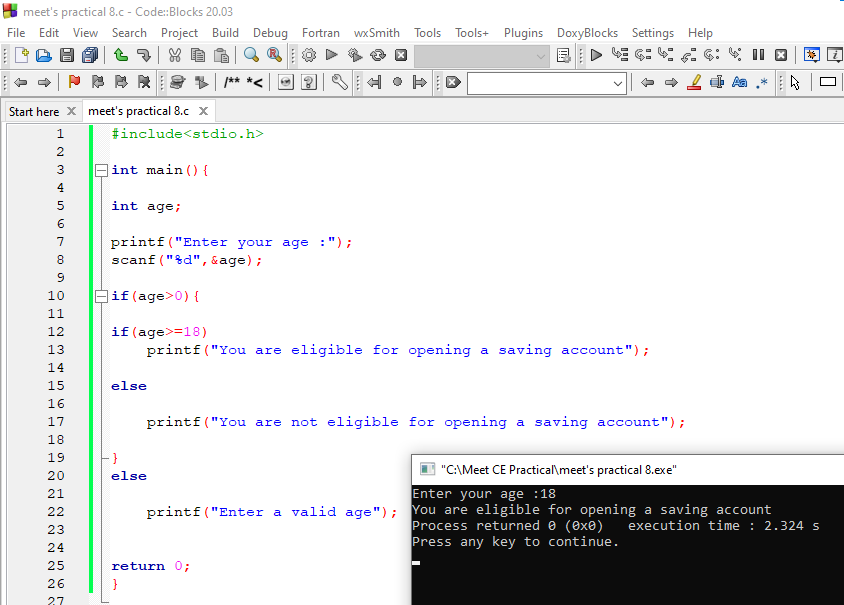 meet's practical 8.c - Code::Blocks 20.03
File Edit View Search Project Build Debug Fortran wxSmith Tools Tools+ Plugins DoxyBlocks Settings Help
/** *<
Aa .*
Start here meet's practical 8.c
1 #include<stdio.h>
2
3 int main(){
4
5 int age;
6
7 printf("Enter your age :");
8 scanf("%d",&age);
9
10 if(age>0){
11
12 if(age>=18)
13 printf("You are eligible for opening a saving account");
14
15 else
16
17 printf("You are not eligible for opening a saving account");
18
19 }
20 else
21
22 printf("Enter a valid age");
23
24
25 return 0;
26 }
27
"C:\Meet CE Practical\meet's practical 8.exe"
Enter your age :18
You are eligible for opening a saving account
Process returned 0 (0x0) execution time : 2.324 s
Press any key to continue.